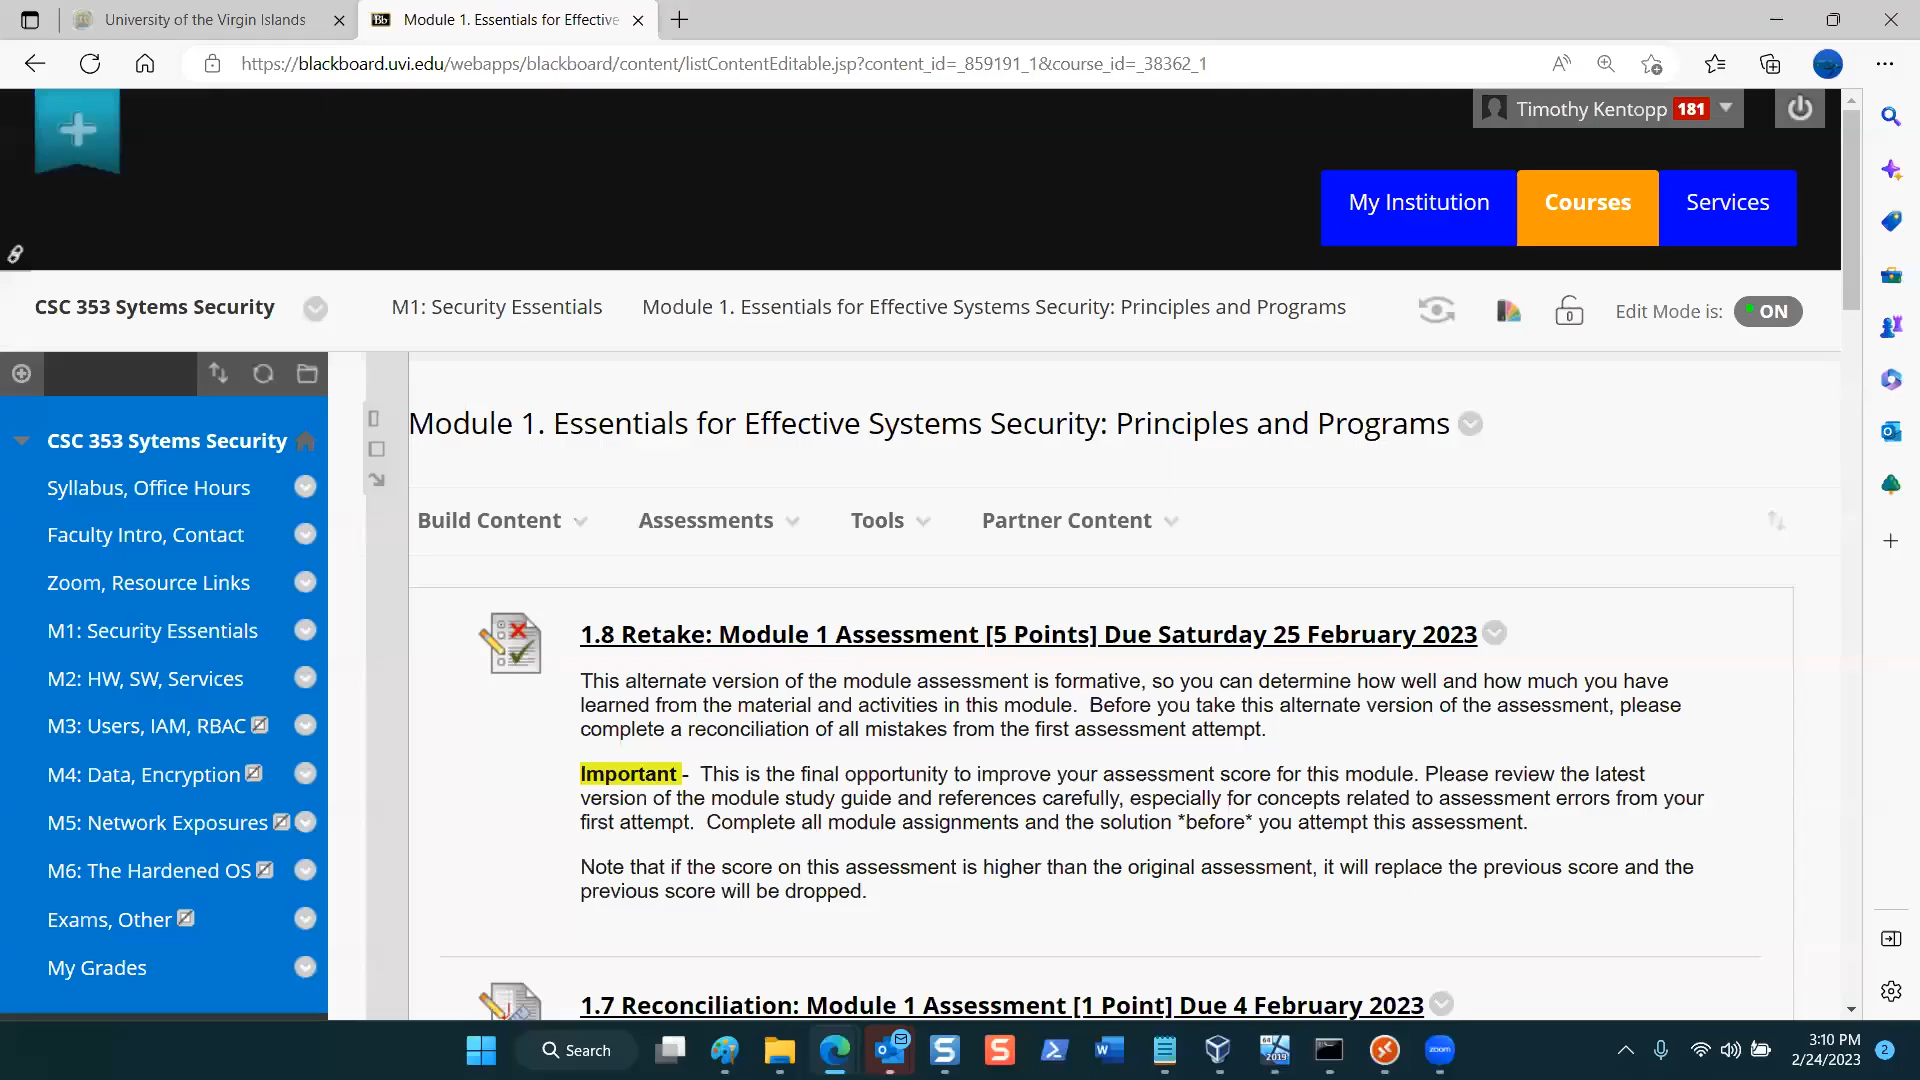 University of the Virgin Islands
Bb Module 1. Essentials for Effective
https://blackboard.uvi.edu/webapps/blackboard/content/listContentEditable.jsp?content_id=_859191_1&course_id=_38362_1
Timothy Kentopp 181
My Institution Courses Services
CSC 353 Sytems Security M1: Security Essentials Module 1. Essentials for Effective Systems Security: Principles and Programs 0 Edit Mode is: ON
CSC 353 Sytems Security
Syllabus, Office Hours
Faculty Intro, Contact
Zoom, Resource Links
M1: Security Essentials
M2: HW, SW, Services
M3: Users, IAM, RBAC
M4: Data, Encryption
M5: Network Exposures
M6: The Hardened OS
Exams, Other
My Grades
Module 1. Essentials for Effective Systems Security: Principles and Programs
Build Content Assessments Tools Partner Content
1.8 Retake: Module 1 Assessment [5 Points] Due Saturday 25 February 2023
This alternate version of the module assessment is formative, so you can determine how well and how much you have
learned from the material and activities in this module. Before you take this alternate version of the assessment, please
complete a reconciliation of all mistakes from the first assessment attempt.
Important - This is the final opportunity to improve your assessment score for this module. Please review the latest
version of the module study guide and references carefully, especially for concepts related to assessment errors from your
first attempt. Complete all module assignments and the solution *before* you attempt this assessment.
Note that if the score on this assessment is higher than the original assessment, it will replace the previous score and the
previous score will be dropped.
1.7 Reconciliation: Module 1 Assessment [1 Point] Due 4 February 2023
Search
64
2019
zoom
3:10 PM
2/24/2023
2